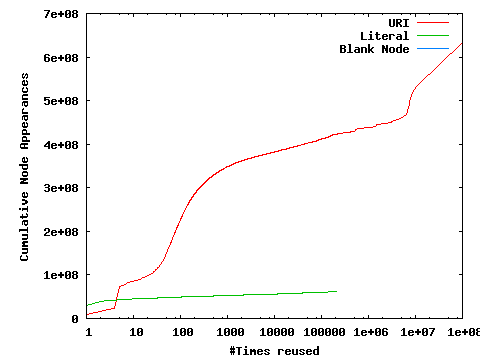 7e+08
6e+08
5e+08
4e+08
3e+08
2e+08
1e+08
0
Cumulative Node Appearances
URI
Literal
Blank Node
1 10 100 1000 10000 100000 1e+06 1e+07 1e+08
#Times reused